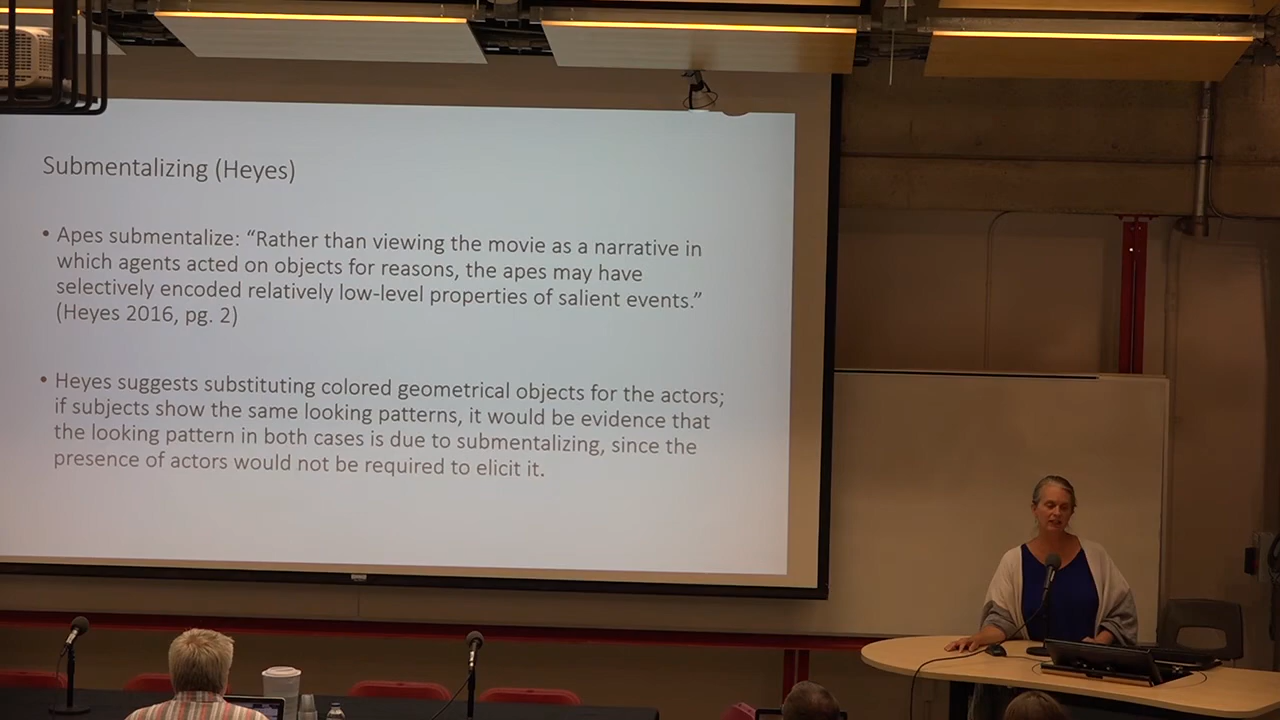 Submentalizing (Heyes)
• Apes submentalize: “Rather than viewing the movie as a narrative in
which agents acted on objects for reasons, the apes may have
selectively encoded relatively low-level properties of salient events.”
(Heyes 2016, pg. 2)
• Heyes suggests substituting colored geometrical objects for the actors;
if subjects show the same looking patterns, it would be evidence that
the looking pattern in both cases is due to submentalizing, since the
presence of actors would not be required to elicit it.